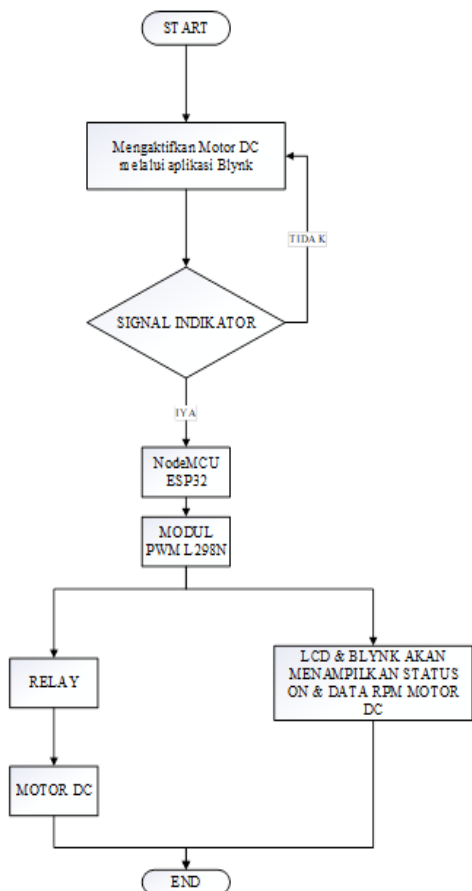 START
Mengaktifkan Motor DC
melalui aplikasi Blynk
TIDAK
SIGNAL INDIKATOR
IYA
NodeMCU
ESP32
MODUL
PWM L298N
RELAY
LCD & BLYNK AKAN
MENAMPILKAN STATUS
ON & DATA RPM MOTOR
DC
MOTOR DC
END